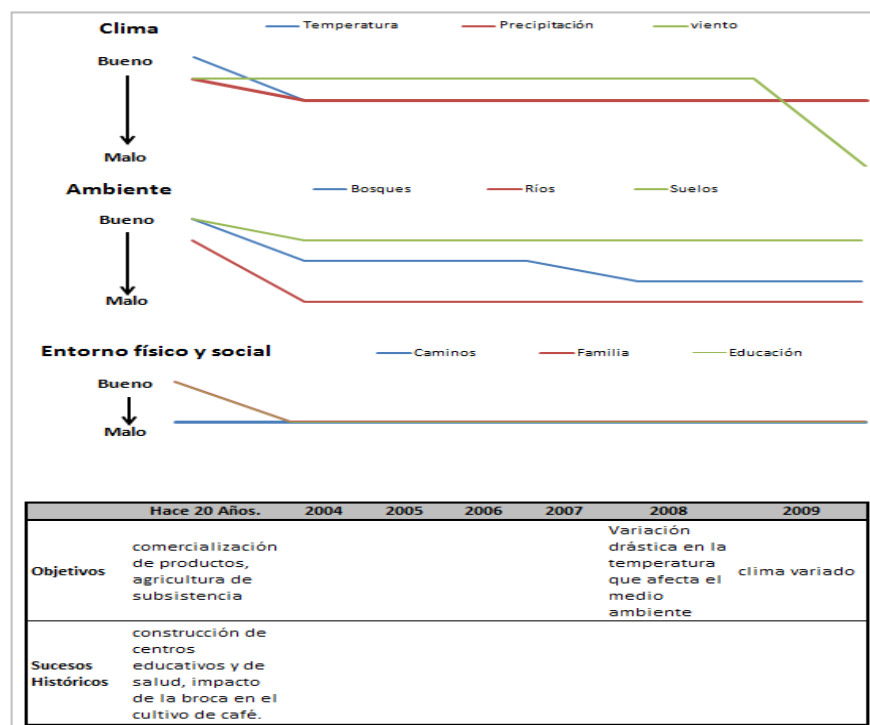 Clima
Temperatura Precipitación viento
Bueno
Malo
Ambiente
Bosques Ríos Suelos
Bueno
Malo
Entorno físico y social
Caminos Familia Educación
Bueno
Malo
Hace 20 Años. 2004 2005 2006 2007 2008 2009
Objetivos
comercialización
de productos,
agricultura de
subsistencia
Variación
drástica en la
temperatura
que afecta el
medio
ambiente
clima variado
Sucesos
Históricos
construcción de
centros
educativos y de
salud, impacto
de la broca en el
cultivo de café.